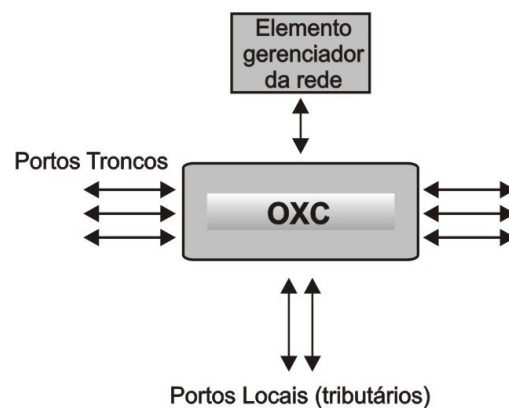 Elemento
gerenciador
da rede
Portos Troncos
OXC
Portos Locais (tributários)